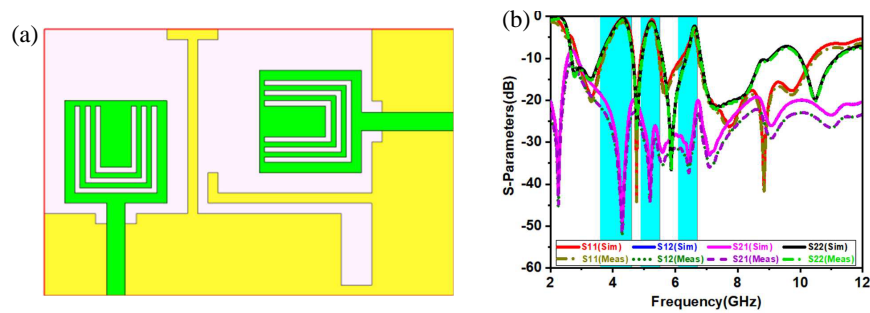 (a)
(b)
0
-10
-20
-30
-40
-50
-60
S-Parameters(dB)
S11(Sim) S12(Sim) S21(Sim) S22(Sim)
S11(Meas) S12(Meas) S21(Meas) S22(Meas)
2 4 6 8 10 12
Frequency(GHz)